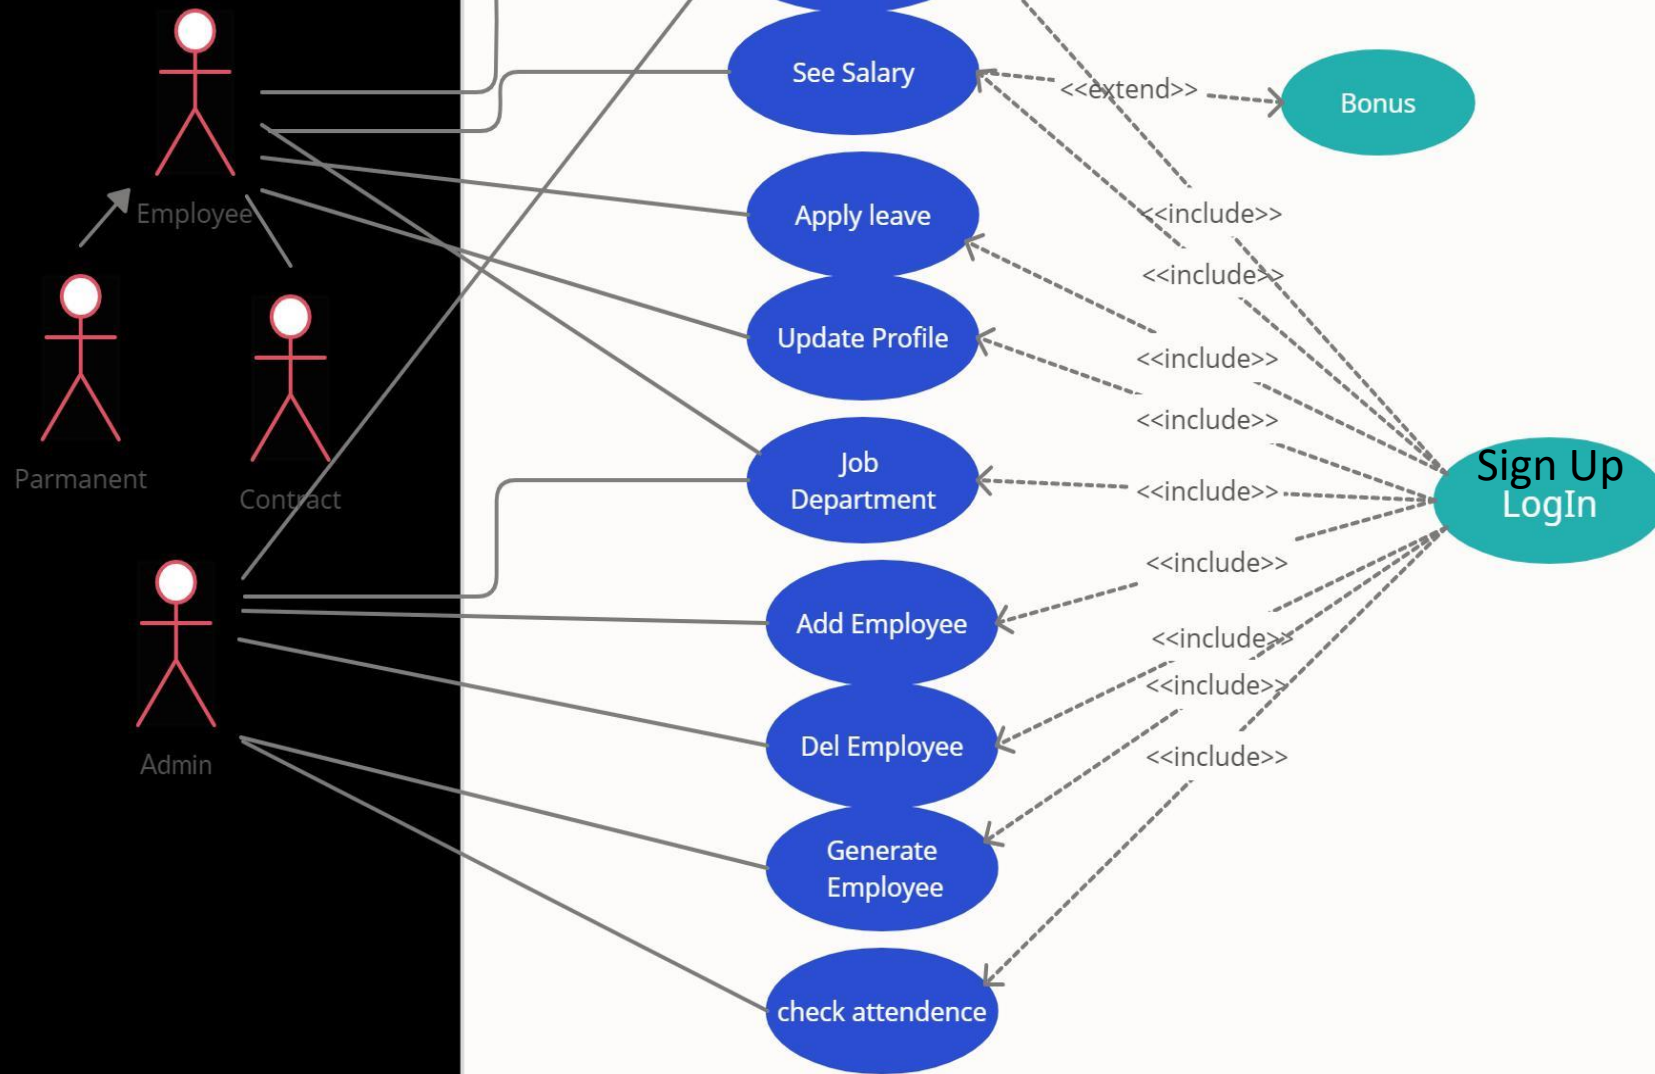 Employee
Parmanent
Contract
Admin
See Salary
Apply leave
Update Profile
Job
Department
Add Employee
Del Employee
Generate
Employee
check attendence
<<extend>>
Bonus
<<include>>
<<include>>
<<include>>
<<include>>
<<include>>
<<include>>
<<include>>
<<include>>
<<include>>
Sign Up
LogIn